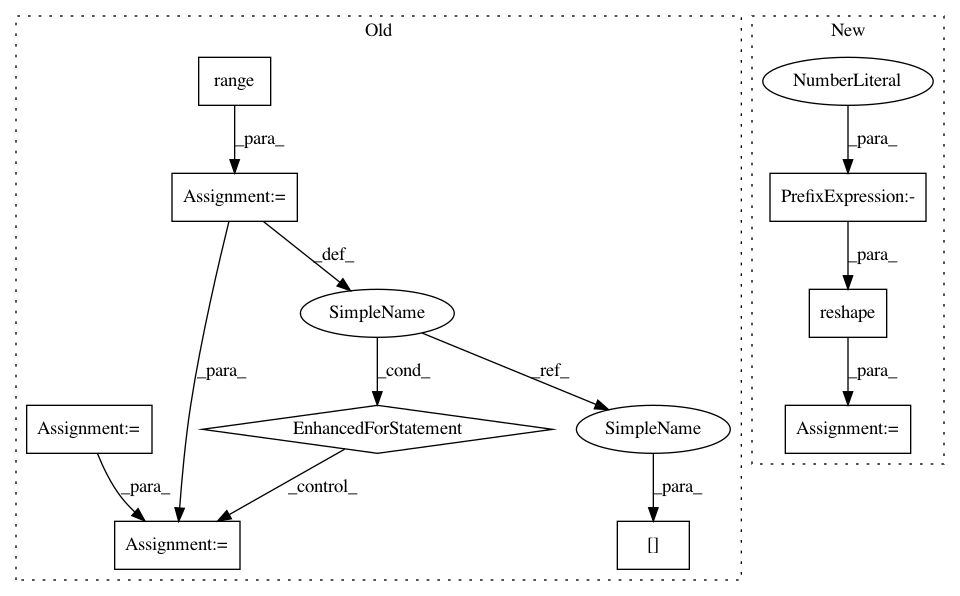 Old
New
range
NumberLiteral
_para_
_para_
Assignment:=
PrefixExpression:-
_def_
_para_
SimpleName
reshape
_para_
_cond_
_ref_
_para_
Assignment:=
EnhancedForStatement
SimpleName
Assignment:=
_para_
_control_
_para_
Assignment:=
[]